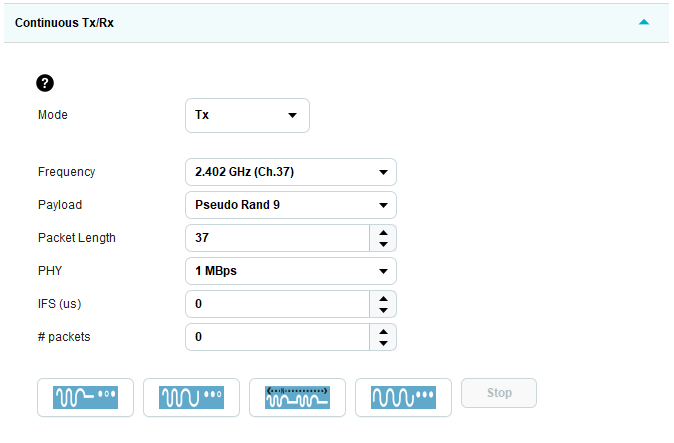 Continuous Tx/Rx
?
Mode Tx
Frequency 2.402 GHz (Ch.37)
Payload Pseudo Rand 9
Packet Length 37
PHY 1 MBps
IFS (us) 0
# packets 0
Stop